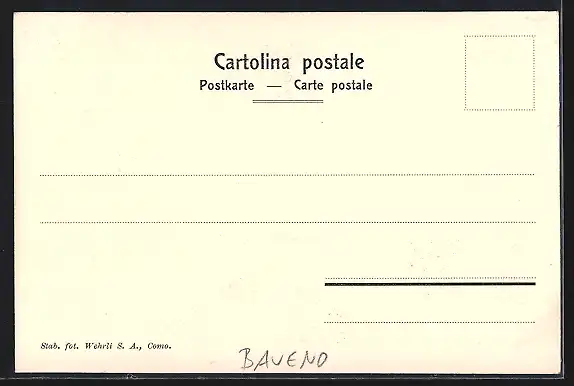 Cartolina postale
Postkarte — Carte postale
Stab. fot. Wehrli S. A., Como.
BAVENO